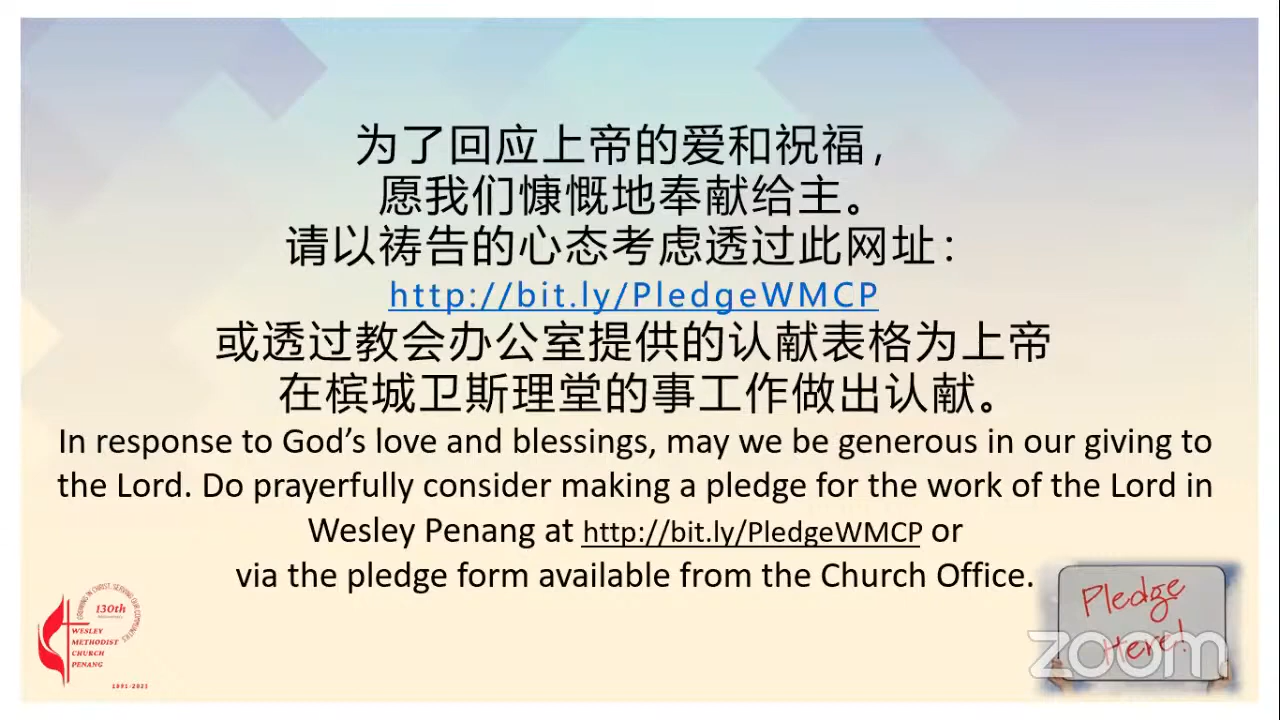 为了回应上帝的爱和祝福，
愿我们慷慨地奉献给主。
请以祷告的心态考虑透过此网址：
http://bit.ly/PledgeWMCP
或透过教会办公室提供的认献表格为上帝
在槟城卫斯理堂的事工作做出认献。
In response to God’s love and blessings, may we be generous in our giving to
the Lord. Do prayerfully consider making a pledge for the work of the Lord in
Wesley Penang at http://bit.ly/PledgeWMCP or
via the pledge form available from the Church Office.
130th
WESLEY
METHODIST
CHURCH
PENANG
1891-2021
Pledge
Here!
zoom